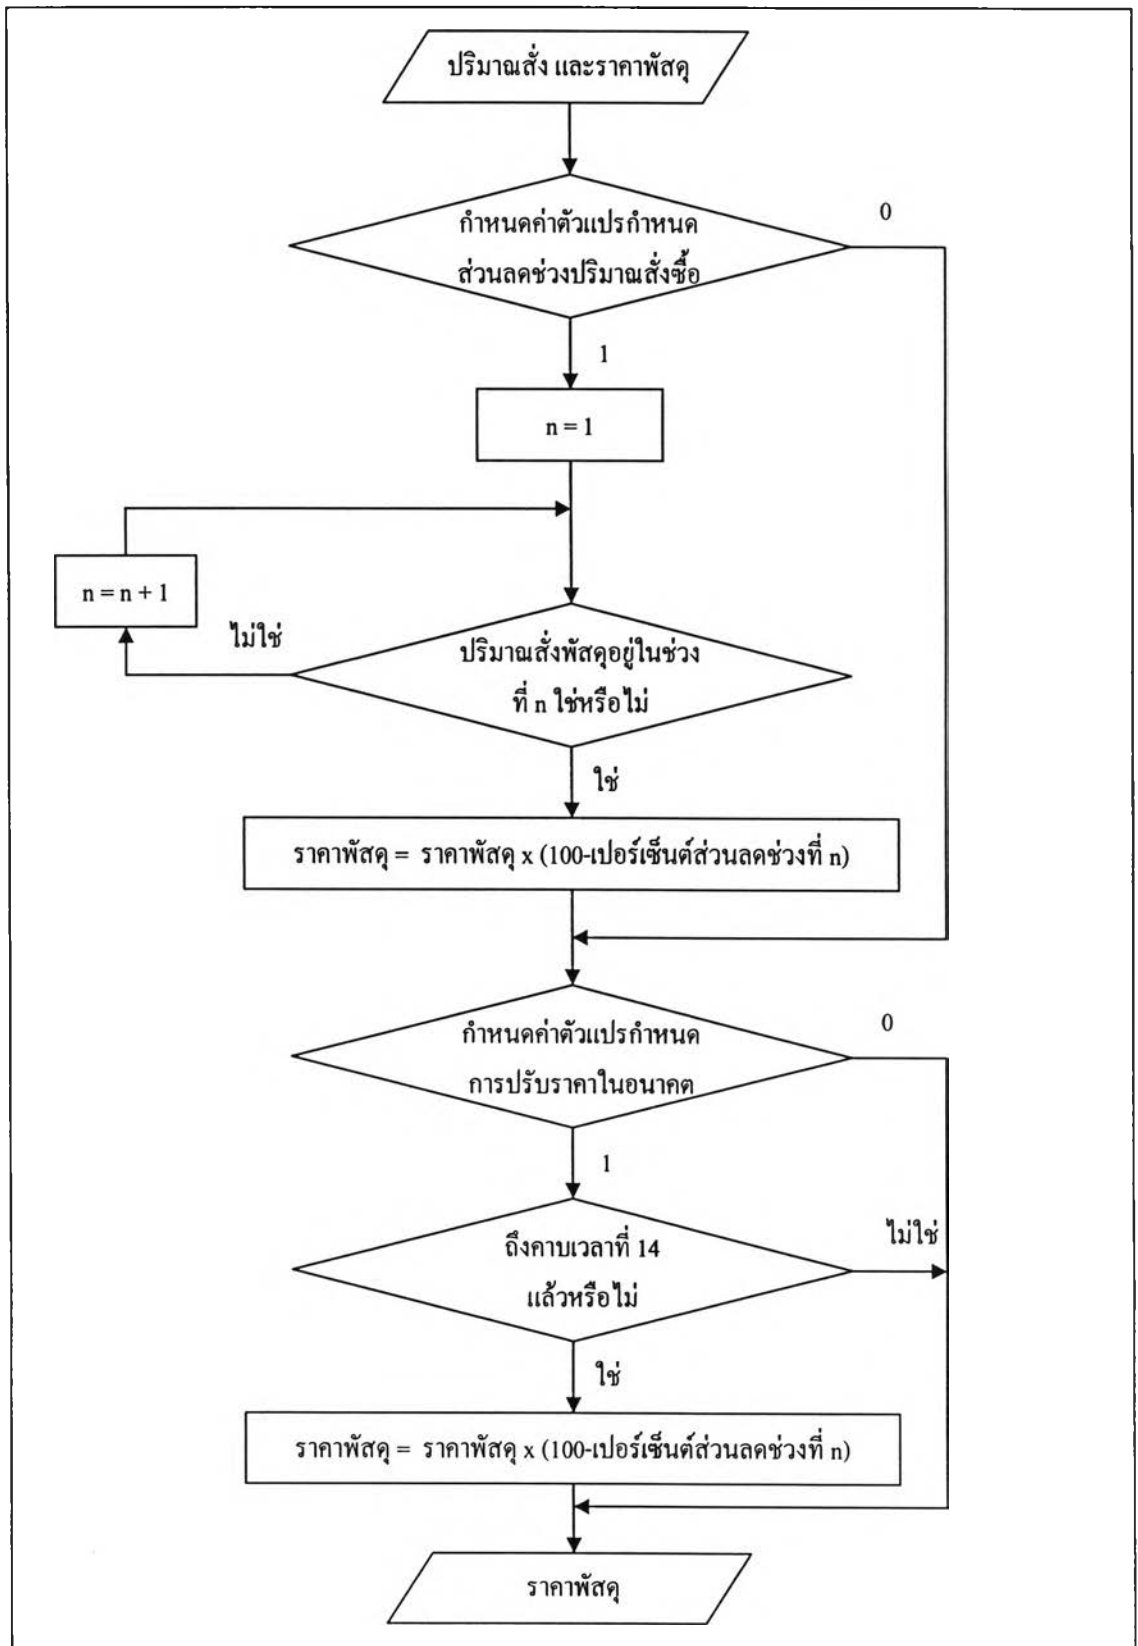 ปริมาณสั่ง และราคาพัสดุ
กำหนดค่าตัวแปรกำหนด
ส่วนลดช่วงปริมาณสั่งซื้อ
0
1
n = 1
n = n + 1
ไม่ใช่
ปริมาณสั่งพัสดุอยู่ในช่วง
ที่ n ใช่หรือไม่
ใช่
ราคาพัสดุ = ราคาพัสดุ x (100-เปอร์เซ็นต์ส่วนลดช่วงที่ n)
กำหนดค่าตัวแปรกำหนด
การปรับราคาในอนาคต
0
1
ถึงคาบเวลาที่ 14
แล้วหรือไม่
ไม่ใช่
ใช่
ราคาพัสดุ = ราคาพัสดุ x (100-เปอร์เซ็นต์ส่วนลดช่วงที่ n)
ราคาพัสดุ